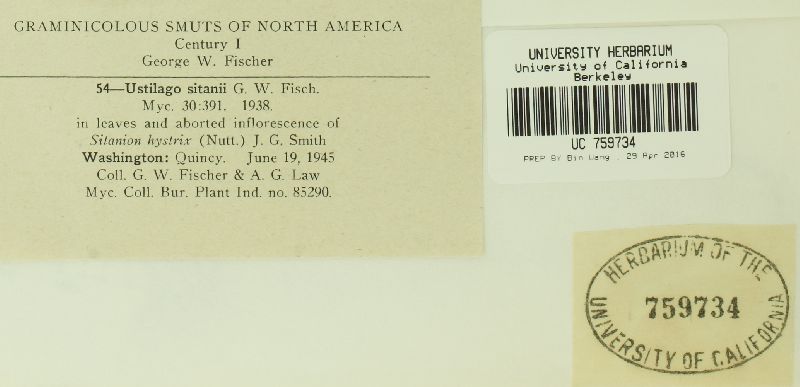 GRAMINICOLOUS SMUTS OF NORTH AMERICA
Century I
George W. Fischer
54—Ustilago sitanii G. W. Fisch.
Myc. 30:391. 1938.
in leaves and aborted inflorescence of
Sitanion hystrix (Nutt.) J. G. Smith
Washington: Quincy. June 19, 1945
Coll. G. W. Fischer & A. G. Law
Myc. Coll. Bur. Plant Ind. no. 85290.
UNIVERSITY HERBARIUM
University of California
Berkeley
UC 759734
PREP BY Bin Wang , 29 Apr 2016
HERBARIUM OF THE
759734
UNIVERSITY OF CALIFORNIA